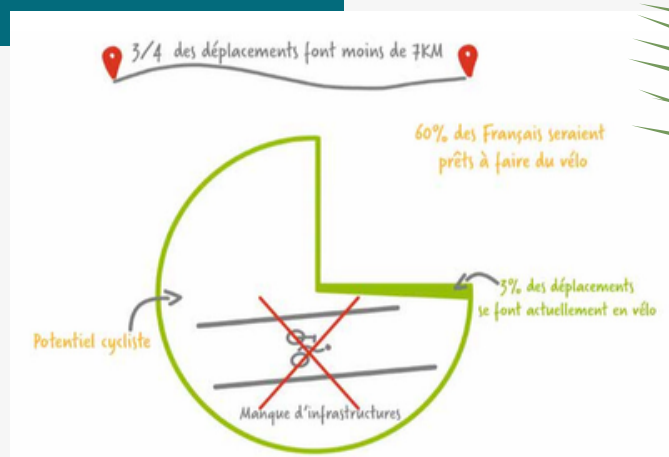 3/4 des déplacements font moins de 7KM
60% des Français seraient
prêts à faire du vélo
3% des déplacements
se font actuellement en vélo
Potentiel cycliste
Manque d'infrastructures